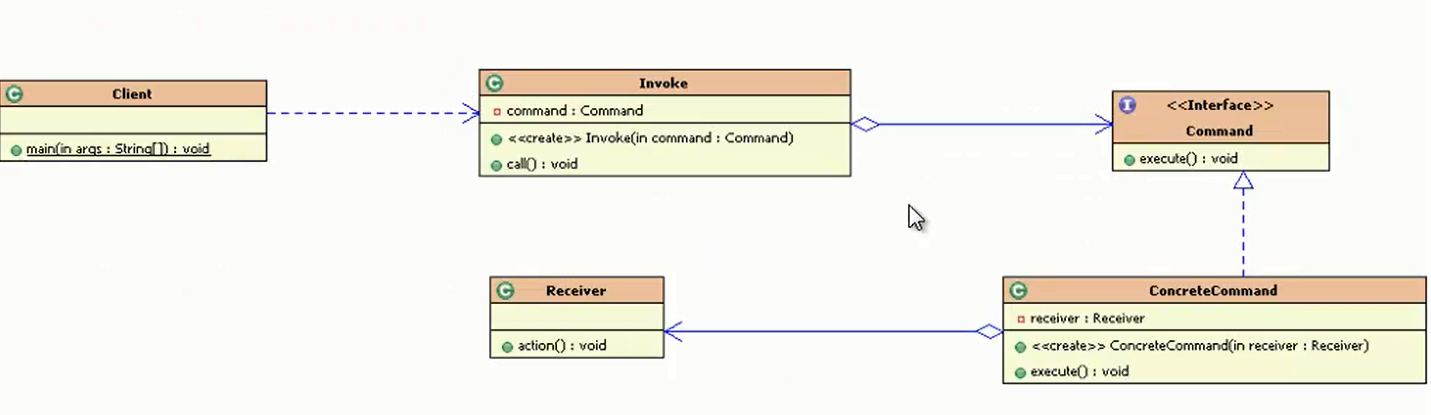 Client
main(in args : String[]) : void
Invoke
command : Command
<<create>> Invoke(in command : Command)
call() : void
<<Interface>>
Command
execute() : void
Receiver
action() : void
ConcreteCommand
receiver : Receiver
<<create>> ConcreteCommand(in receiver : Receiver)
execute() : void